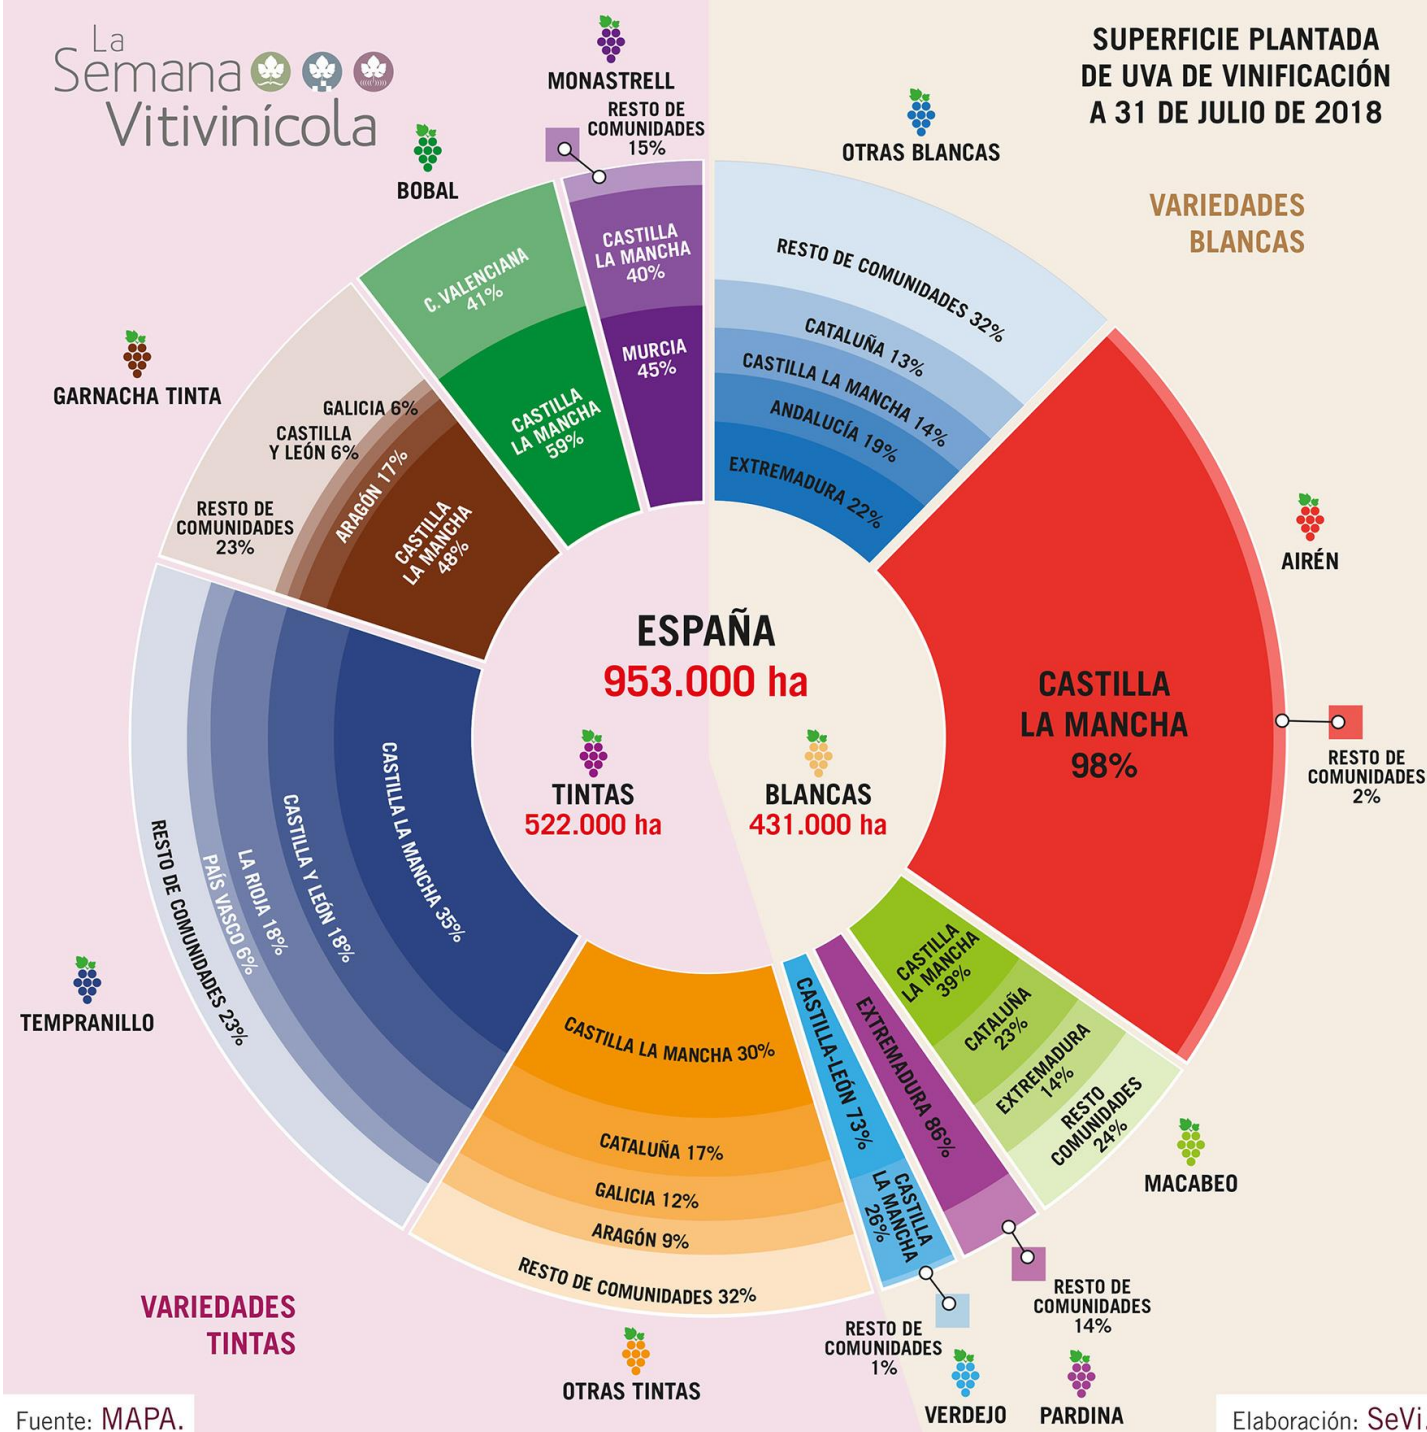 La
Semana
Vitivinícola
SUPERFICIE PLANTADA
DE UVA DE VINIFICACIÓN
A 31 DE JULIO DE 2018
VARIEDADES
BLANCAS
MONASTRELL
RESTO DE
COMUNIDADES
15%
CASTILLA
LA MANCHA
40%
MURCIA
45%
BOBAL
C. VALENCIANA
41%
CASTILLA
LA MANCHA
59%
GARNACHA TINTA
GALICIA 6%
CASTILLA
Y LEÓN 6%
ARAGÓN 17%
RESTO DE
COMUNIDADES
23%
CASTILLA
LA MANCHA
48%
OTRAS BLANCAS
RESTO DE COMUNIDADES 32%
CATALUÑA 13%
CASTILLA LA MANCHA 14%
ANDALUCÍA 19%
EXTREMADURA 22%
AIRÉN
CASTILLA
LA MANCHA
98%
RESTO DE
COMUNIDADES
2%
ESPAÑA
953.000 ha
TINTAS
522.000 ha
BLANCAS
431.000 ha
TEMPRANILLO
CASTILLA LA MANCHA 35%
CASTILLA Y LEÓN 18%
LA RIOJA 18%
PAÍS VASCO 6%
RESTO DE COMUNIDADES 23%
MACABEO
CASTILLA
LA MANCHA
39%
CATALUÑA
23%
EXTREMADURA
14%
RESTO
COMUNIDADES
24%
PARDINA
EXTREMADURA 86%
RESTO DE
COMUNIDADES
14%
VERDEJO
CASTILLA-LEÓN 73%
CASTILLA
LA MANCHA
26%
RESTO DE
COMUNIDADES
1%
OTRAS TINTAS
CASTILLA LA MANCHA 30%
CATALUÑA 17%
GALICIA 12%
ARAGÓN 9%
RESTO DE COMUNIDADES 32%
VARIEDADES
TINTAS
Fuente: MAPA.
Elaboración: SeVi.